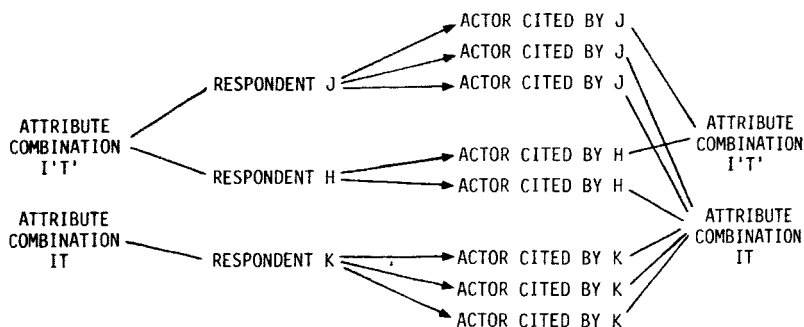 ATTRIBUTE
COMBINATION
I'T'
ATTRIBUTE
COMBINATION
IT
RESPONDENT J
RESPONDENT H
RESPONDENT K
ACTOR CITED BY J
ACTOR CITED BY J
ACTOR CITED BY J
ACTOR CITED BY H
ACTOR CITED BY H
ACTOR CITED BY K
ACTOR CITED BY K
ACTOR CITED BY K
ATTRIBUTE
COMBINATION
I'T'
ATTRIBUTE
COMBINATION
IT